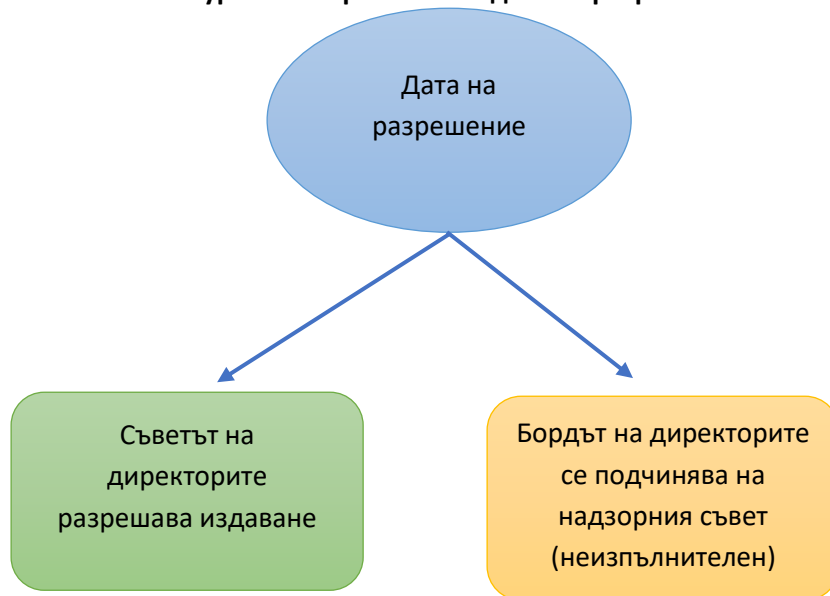 Дата на
разрешение
Съветът на
директорите
разрешава издаване
Бордът на директорите
се подчинява на
надзорния съвет
(неизпълнителен)